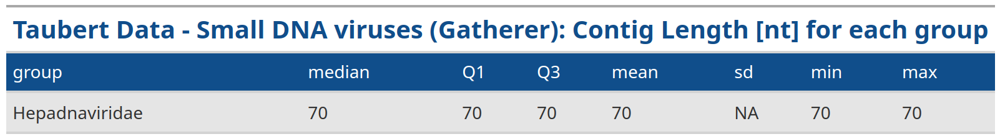 Taubert Data - Small DNA viruses (Gatherer): Contig Length [nt] for each group
group median Q1 Q3 mean sd min max
Hepadnaviridae 70 70 70 70 NA 70 70